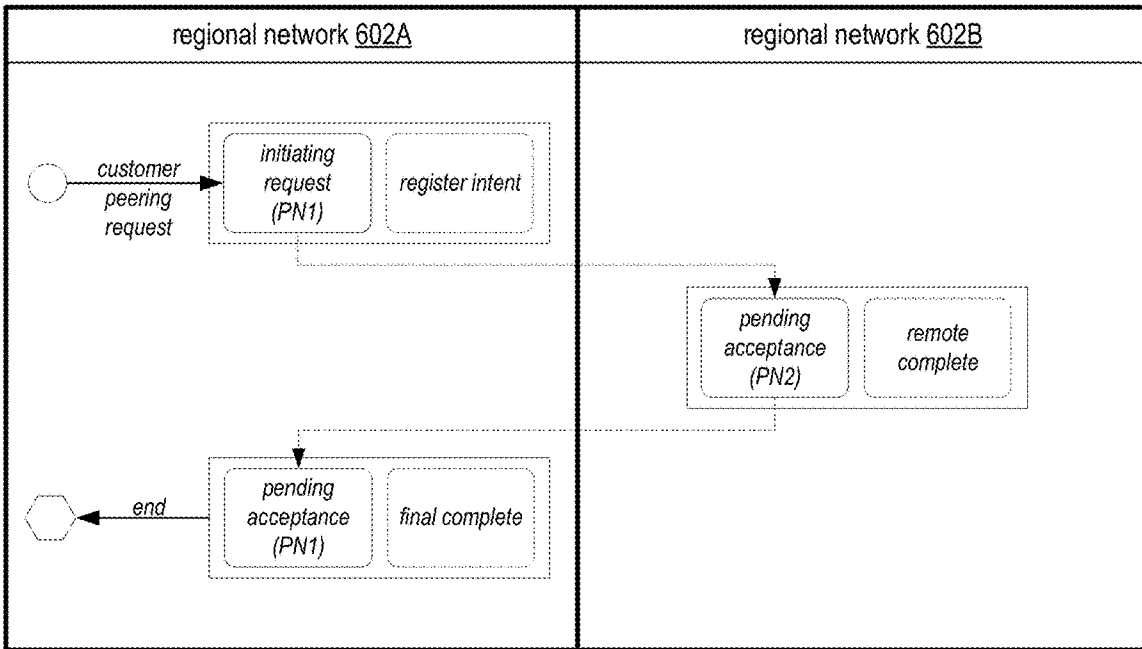 regional network 602A
regional network 602B
customer
peering
request
initiating
request
(PN1)
register intent
pending
acceptance
(PN2)
remote
complete
end
pending
acceptance
(PN1)
final complete